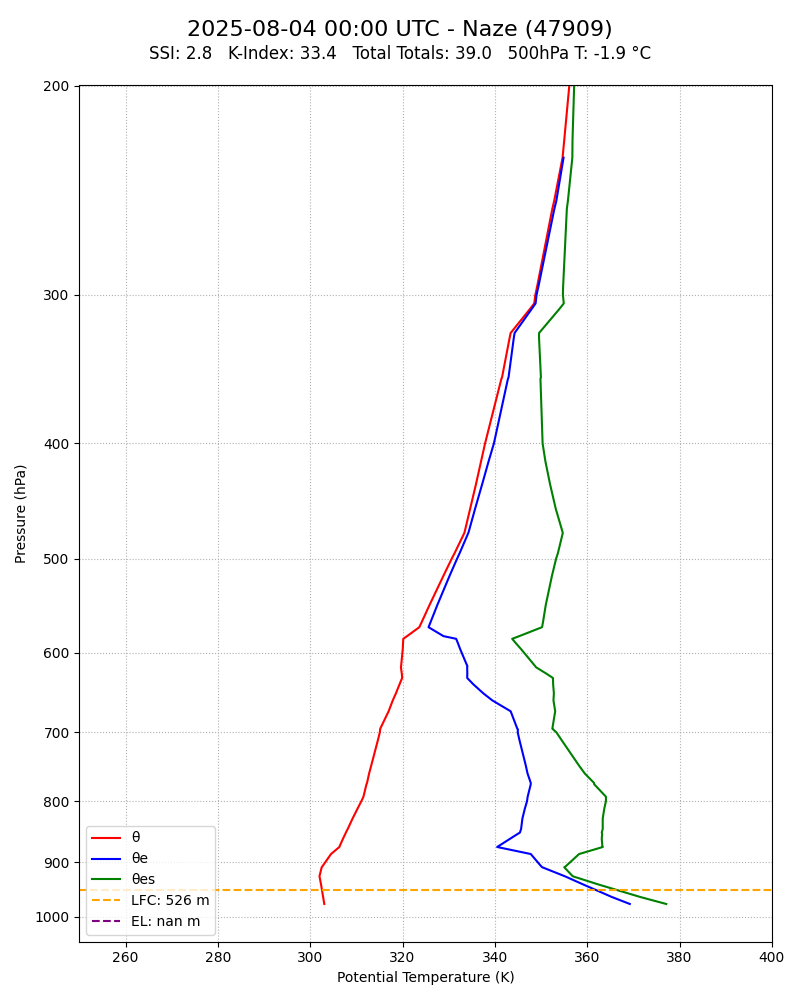 2025-08-04 00:00 UTC - Naze (47909)
SSI: 2.8 K-Index: 33.4 Total Totals: 39.0 500hPa T: -1.9 °C
200
300
400
500
600
700
800
900
1000
Pressure (hPa)
θ
θe
θes
LFC: 526 m
EL: nan m
260
280
300
320
340
360
380
400
Potential Temperature (K)